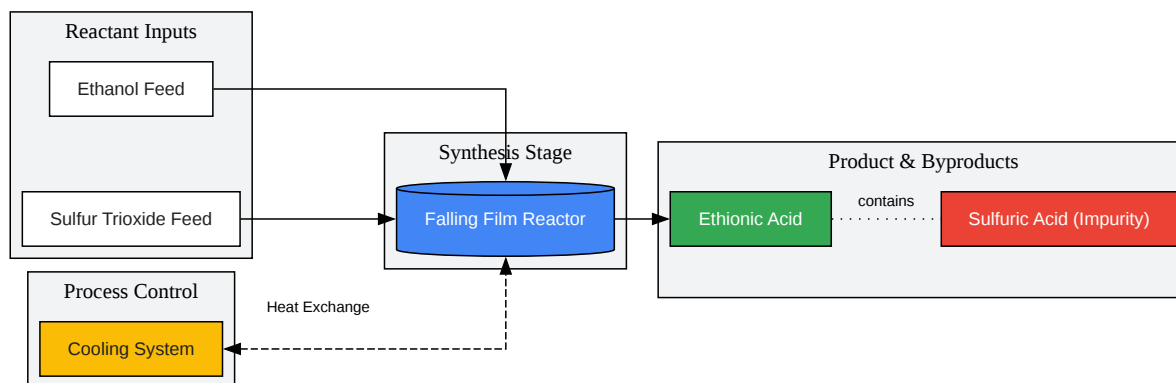 Reactant Inputs
Ethanol Feed
Sulfur Trioxide Feed
Synthesis Stage
Falling Film Reactor
Product & Byproducts
Ethionic Acid
contains
Sulfuric Acid (Impurity)
Process Control
Cooling System
Heat Exchange